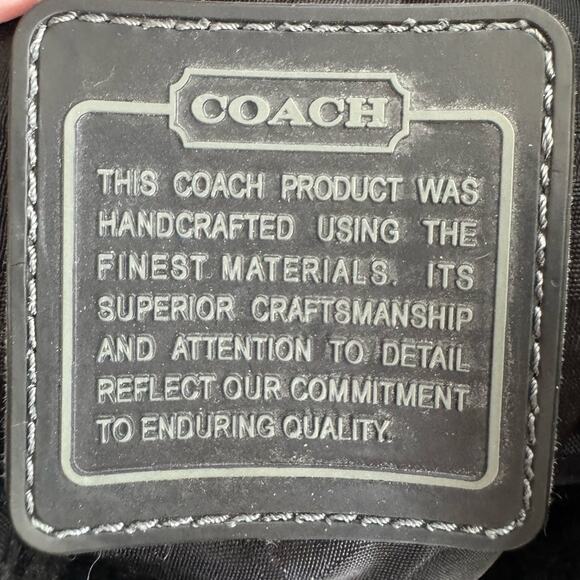 COACH
THIS COACH PRODUCT WAS
HANDCRAFTED USING THE
FINEST MATERIALS. ITS
SUPERIOR CRAFTSMANSHIP
AND ATTENTION TO DETAIL
REFLECT OUR COMMITMENT
TO ENDURING QUALITY.